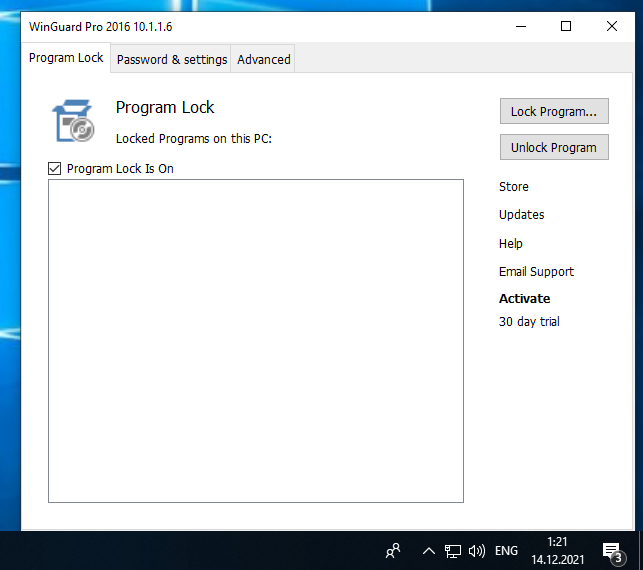 WinGuard Pro 2016 10.1.1.6
Program Lock
Password & settings
Advanced
Program Lock
Locked Programs on this PC:
Program Lock Is On
Lock Program...
Unlock Program
Store
Updates
Help
Email Support
Activate
30 day trial
ENG
1:21
14.12.2021
3